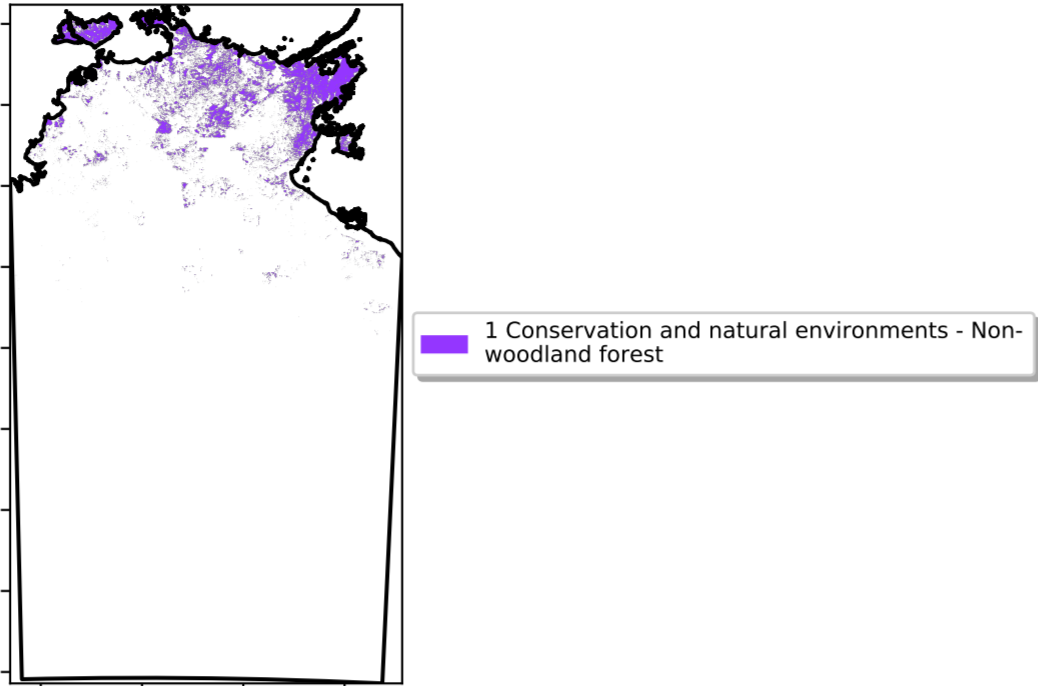 1 Conservation and natural environments - Non-
woodland forest